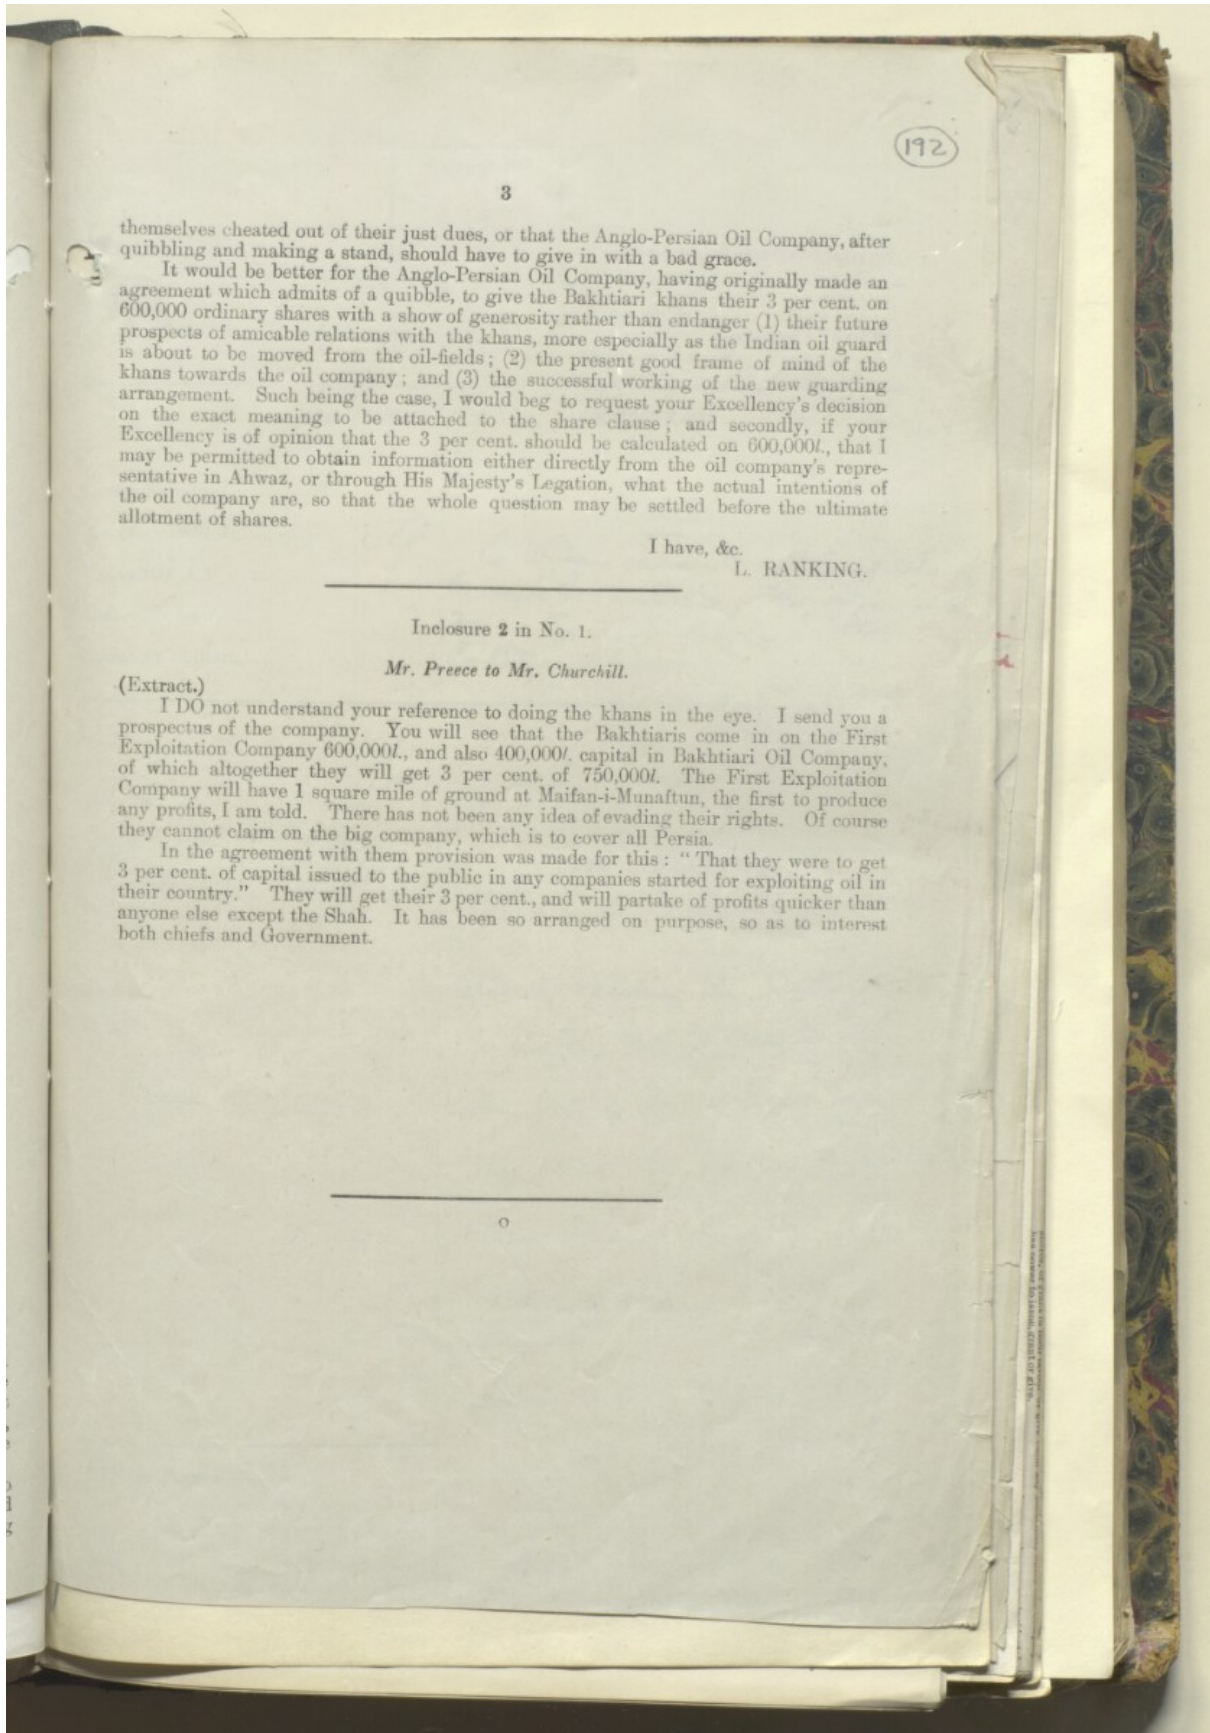 192
3
themselves cheated out of their just dues, or that the Anglo-Persian Oil Company, after
quibbling and making a stand, should have to give in with a bad grace.
It would be better for the Anglo-Persian Oil Company, having originally made an
agreement which admits of a quibble, to give the Bakhtiari khans their 3 per cent. on
600,000 ordinary shares with a show of generosity rather than endanger (1) their future
prospects of amicable relations with the khans, more especially as the Indian oil guard
is about to be moved from the oil-fields; (2) the present good frame of mind of the
khans towards the oil company; and (3) the successful working of the new guarding
arrangement. Such being the case, I would beg to request your Excellency's decision
on the exact meaning to be attached to the share clause; and secondly, if your
Excellency is of opinion that the 3 per cent. should be calculated on 600,000l., that I
may be permitted to obtain information either directly from the oil company's repre-
sentative in Ahwaz, or through His Majesty's Legation, what the actual intentions of
the oil company are, so that the whole question may be settled before the ultimate
allotment of shares.
I have, &c.
L. RANKING.
Inclosure 2 in No. 1.
Mr. Preece to Mr. Churchill.
(Extract.)
I DO not understand your reference to doing the khans in the eye. I send you a
prospectus of the company. You will see that the Bakhtiaris come in on the First
Exploitation Company 600,000l., and also 400,000l. capital in Bakhtiari Oil Company,
of which altogether they will get 3 per cent. of 750,000l. The First Exploitation
Company will have 1 square mile of ground at Maifan-i-Munaftun, the first to produce
any profits, I am told. There has not been any idea of evading their rights. Of course
they cannot claim on the big company, which is to cover all Persia.
In the agreement with them provision was made for this: "That they were to get
3 per cent. of capital issued to the public in any companies started for exploiting oil in
their country." They will get their 3 per cent., and will partake of profits quicker than
anyone else except the Shah. It has been so arranged on purpose, so as to interest
both chiefs and Government.